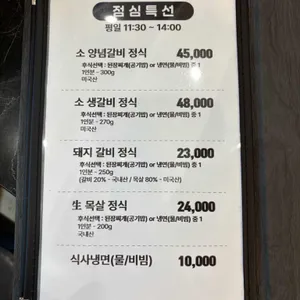 점심특선
평일 11:30 ~ 14:00
소 양념갈비 정식 45,000
후식선택 : 된장찌개(공기밥) or 냉면(물/비빔) 중 1
1인분 - 300g
미국산
소 생갈비 정식 48,000
후식선택 : 된장찌개(공기밥) or 냉면(물/비빔) 중 1
1인분 - 270g
미국산
돼지 갈비 정식 23,000
후식선택 : 된장찌개(공기밥) or 냉면(물/비빔) 중 1
1인분 - 250g
(갈비 20% - 국내산 / 목살 80% - 미국산)
生 목살 정식 24,000
후식선택 : 된장찌개(공기밥) or 냉면(물/비빔) 중 1
1인분 - 200g
국내산
식사냉면(물/비빔) 10,000